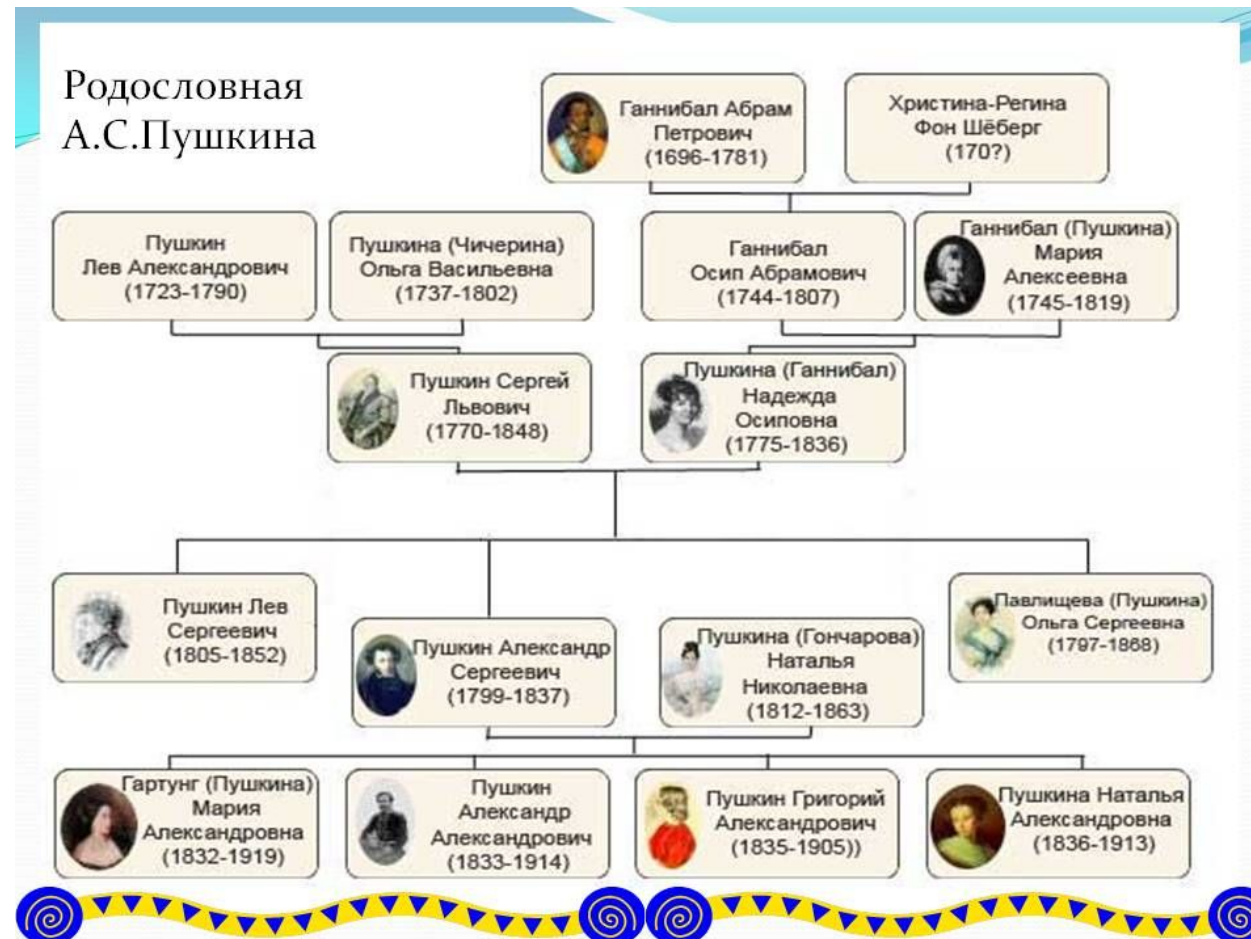 Родословная
А.С.Пушкина
Ганнибал Абрам
Петрович
(1696-1781)
Христина-Регина
Фон Шёберг
(170?)
Пушкин
Лев Александрович
(1723-1790)
Пушкина (Чичерина)
Ольга Васильевна
(1737-1802)
Ганнибал
Осип Абрамович
(1744-1807)
Ганнибал (Пушкина)
Мария
Алексеевна
(1745-1819)
Пушкин Сергей
Львович
(1770-1848)
Пушкина (Ганнибал)
Надежда
Осиповна
(1775-1836)
Пушкин Лев
Сергеевич
(1805-1852)
Пушкин Александр
Сергеевич
(1799-1837)
Пушкина (Гончарова)
Наталья
Николаевна
(1812-1863)
Павлищева (Пушкина)
Ольга Сергеевна
(1797-1868)
Гартунг (Пушкина)
Мария
Александровна
(1832-1919)
Пушкин
Александр
Александрович
(1833-1914)
Пушкин Григорий
Александрович
(1835-1905))
Пушкина Наталья
Александровна
(1836-1913)